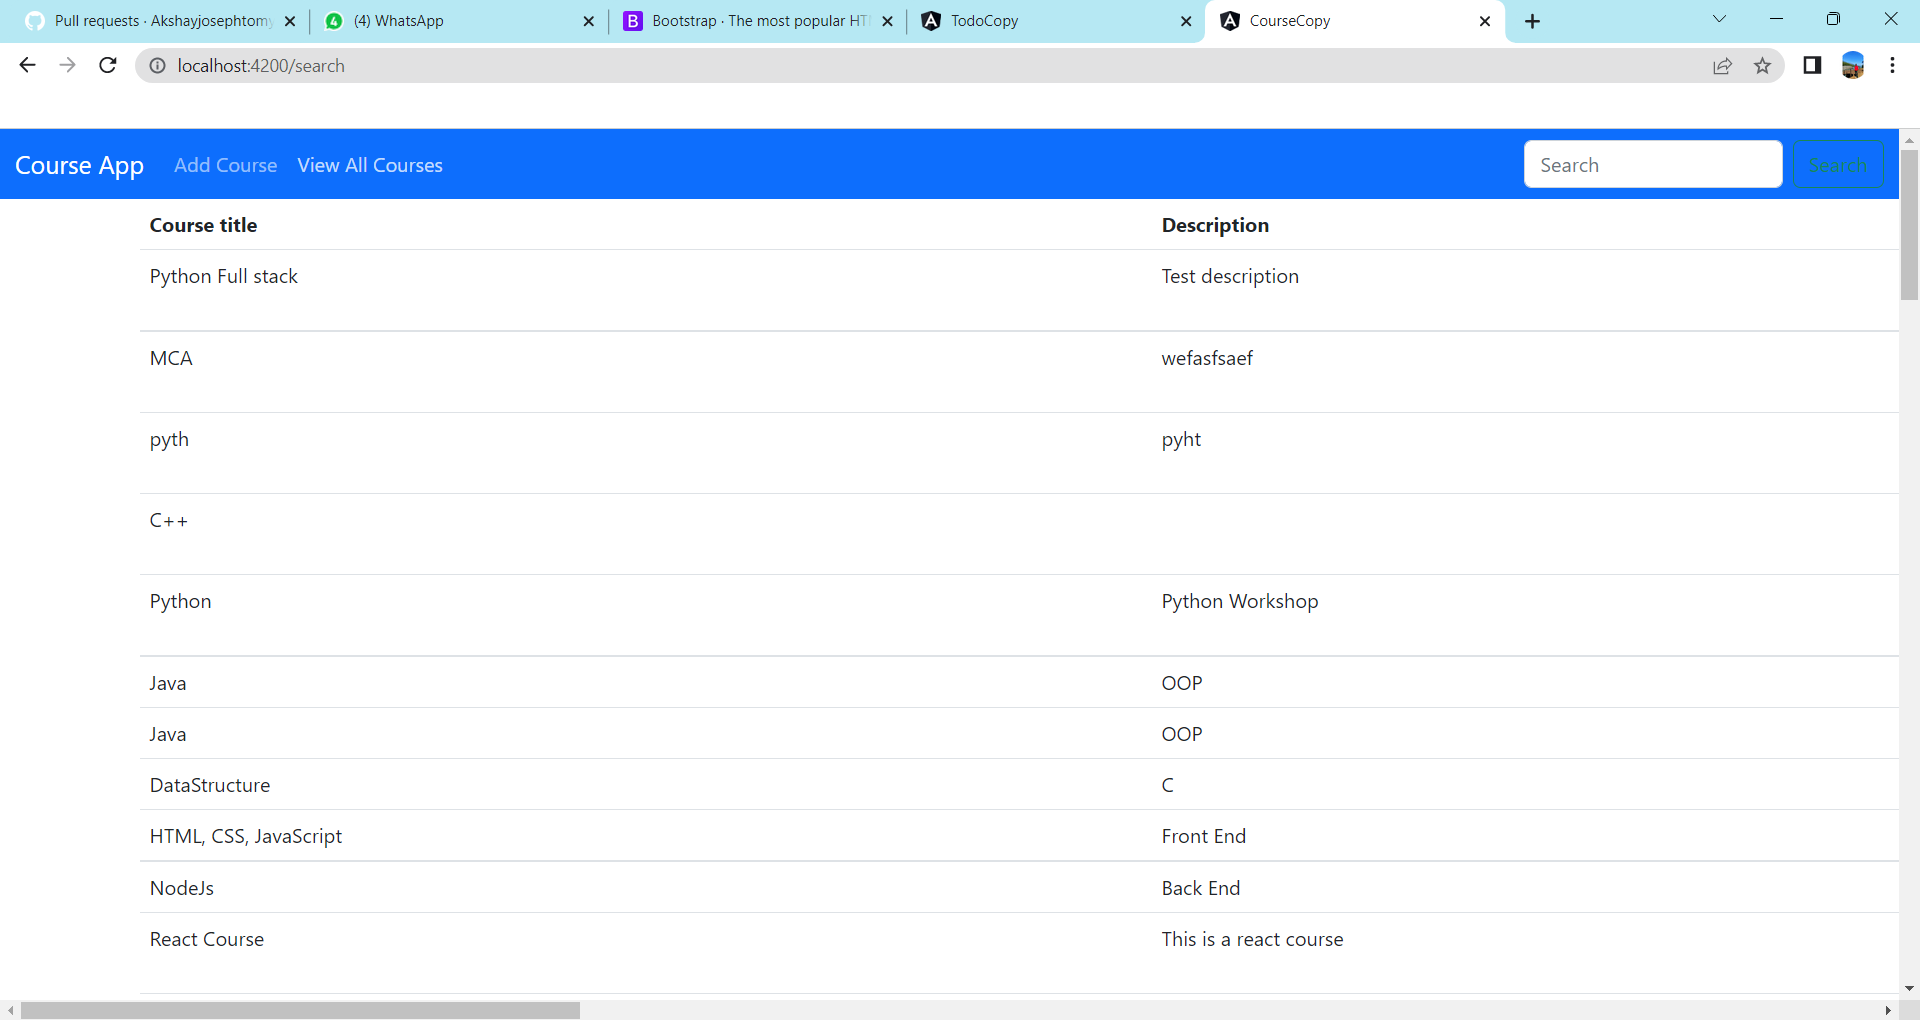 Pull requests · Akshayjosephtomy
4 (4) WhatsApp
B Bootstrap · The most popular HT
A TodoCopy
A CourseCopy
localhost:4200/search
Course App Add Course View All Courses Search Search
Course title Description
Python Full stack Test description
MCA wefasfsaef
pyth pyht
C++
Python Python Workshop
Java OOP
Java OOP
DataStructure C
HTML, CSS, JavaScript Front End
NodeJs Back End
React Course This is a react course